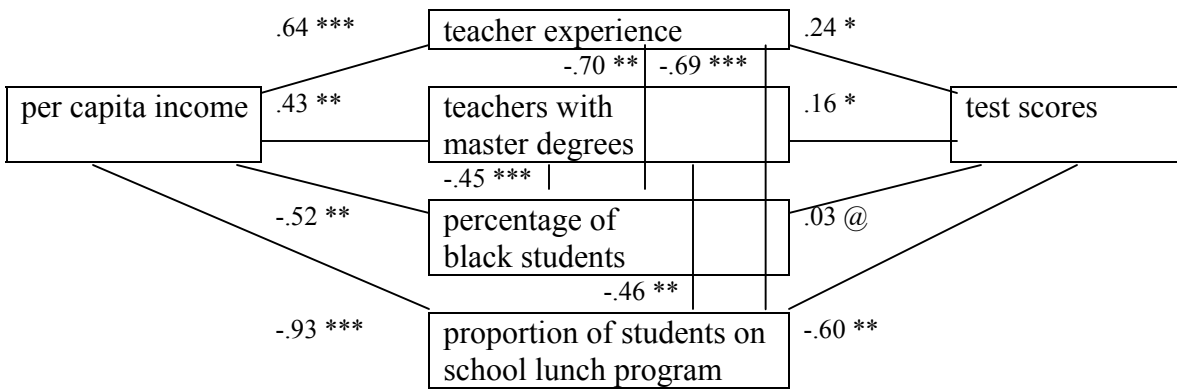 .64 *** teacher experience .24 *
-.70 ** -.69 ***
per capita income .43 ** teachers with .16 * test scores
master degrees
-.45 ***
-.52 ** percentage of .03 @
black students
-.46 **
-.93 *** proportion of students on -.60 **
school lunch program